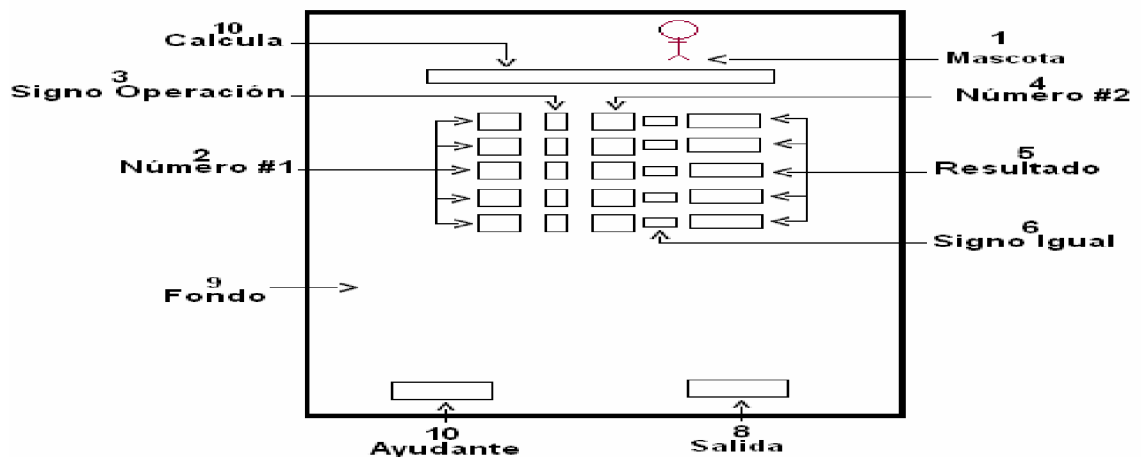 10
Calcula
1
Mascota
3
Signo Operación
4
Número #2
2
Número #1
5
Resultado
6
Signo Igual
9
Fondo
10
Ayudante
8
Salida